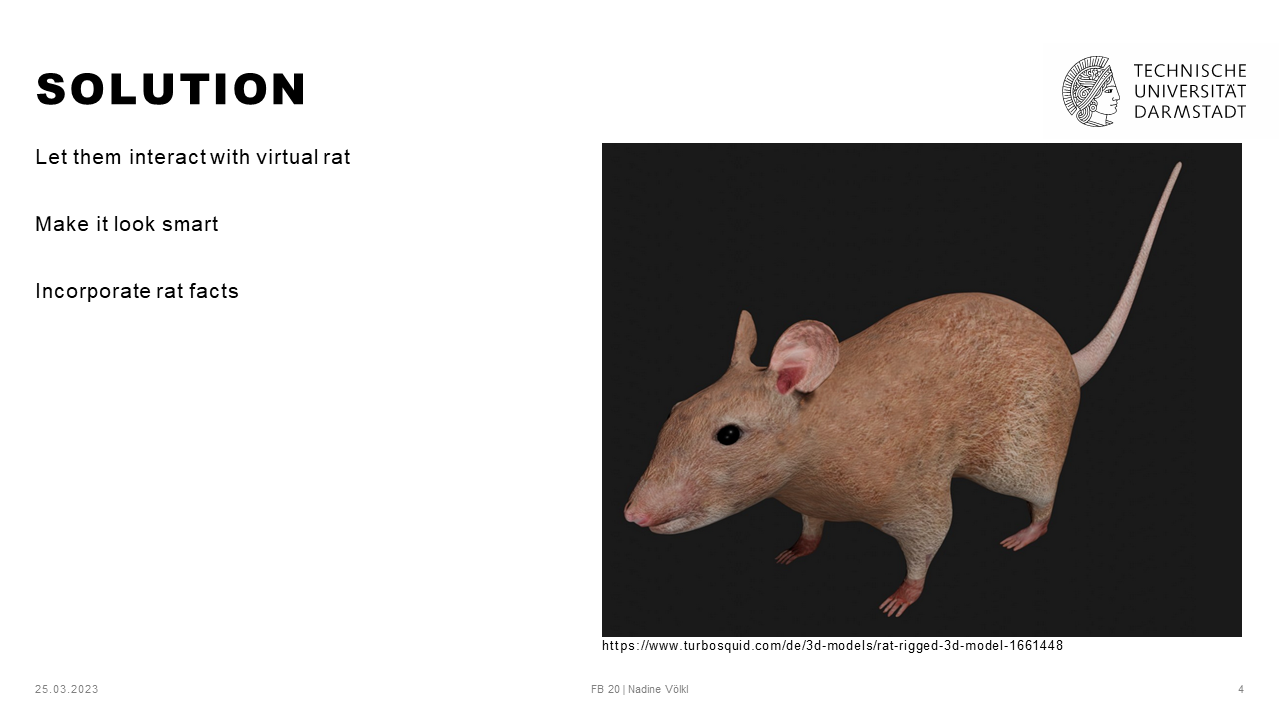 SOLUTION
TECHNISCHE
UNIVERSITÄT
DARMSTADT
Let them interact with virtual rat
Make it look smart
Incorporate rat facts
https://www.turbosquid.com/de/3d-models/rat-rigged-3d-model-1661448
25.03.2023
FB 20 | Nadine Völkl
4